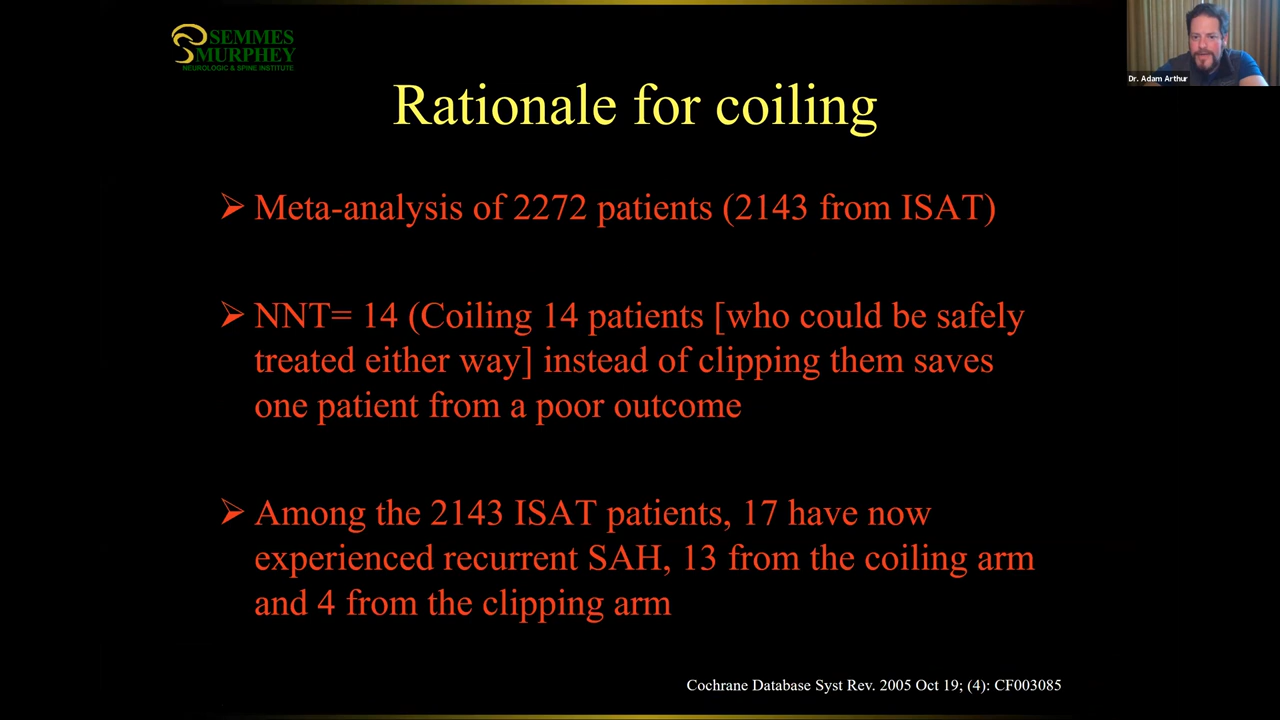 SEMMES
MURPHEY
NEUROLOGIC & SPINE INSTITUTE
Dr. Adam Arthur
Rationale for coiling
➢ Meta-analysis of 2272 patients (2143 from ISAT)
➢ NNT= 14 (Coiling 14 patients [who could be safely
treated either way] instead of clipping them saves
one patient from a poor outcome
➢ Among the 2143 ISAT patients, 17 have now
experienced recurrent SAH, 13 from the coiling arm
and 4 from the clipping arm
Cochrane Database Syst Rev. 2005 Oct 19; (4): CF003085